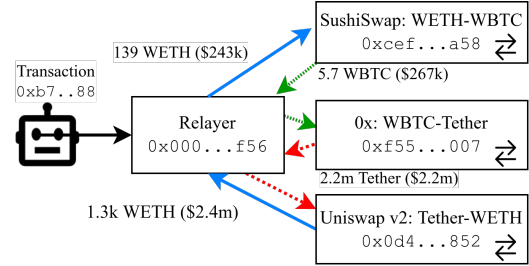 SushiSwap: WETH-WBTC
0xcef...a58
139 WETH ($243k)
5.7 WBTC ($267k)
Transaction
0xb7..88
Relayer
0x000...f56
0x: WBTC-Tether
0xf55...007
2.2m Tether ($2.2m)
1.3k WETH ($2.4m)
Uniswap v2: Tether-WETH
0x0d4...852